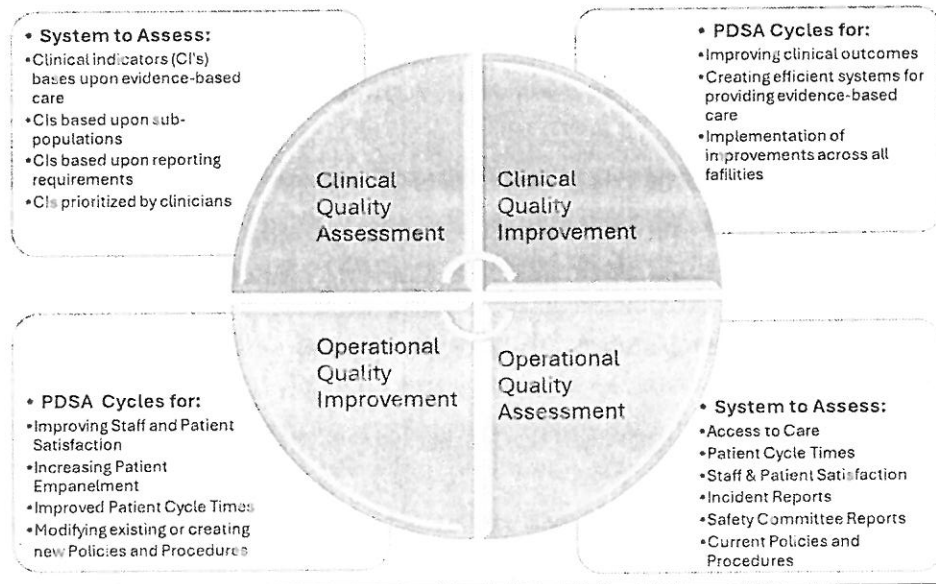 • System to Assess:
•Clinical indicators (CI's)
bases upon evidence-based
care
•CIs based upon sub-
populations
•CIs based upon reporting
requirements
•CIs prioritized by clinicians
• PDSA Cycles for:
•Improving clinical outcomes
•Creating efficient systems for
providing evidence-based
care
•Implementation of
improvements across all
fafilities
Clinical
Quality
Assessment
Clinical
Quality
Improvement
Operational
Quality
Improvement
Operational
Quality
Assessment
• PDSA Cycles for:
•Improving Staff and Patient
Satisfaction
•Increasing Patient
Empanelment
•Improved Patient Cycle Times
•Modifying existing or creating
new Policies and Procedures
• System to Assess:
•Access to Care
•Patient Cycle Times
•Staff & Patient Satisfaction
•Incident Reports
•Safety Committee Reports
•Current Policies and
Procedures